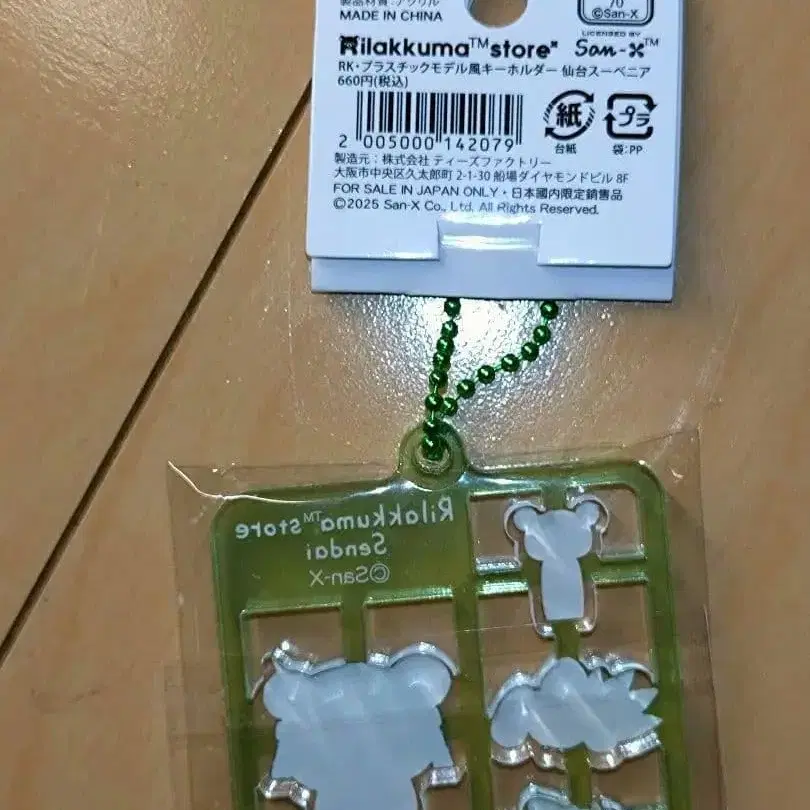 製品材質：アクリル
MADE IN CHINA
70
©San-X
Rilakkuma™store
LICENSED BY
San-X™
RK・プラスチックモデル風キーホルダー 仙台スーベニア
660円(税込)
2 005000 142079
紙
台紙
プラ
袋:PP
製造元：株式会社 ティーズファクトリー
大阪市中央区久太郎町 2-1-30 船場ダイヤモンドビル 8F
FOR SALE IN JAPAN ONLY・日本國内限定銷售品
©2025 San-X Co., Ltd. All Rights Reserved.
Rilakkuma™store
Sendai
©San-X